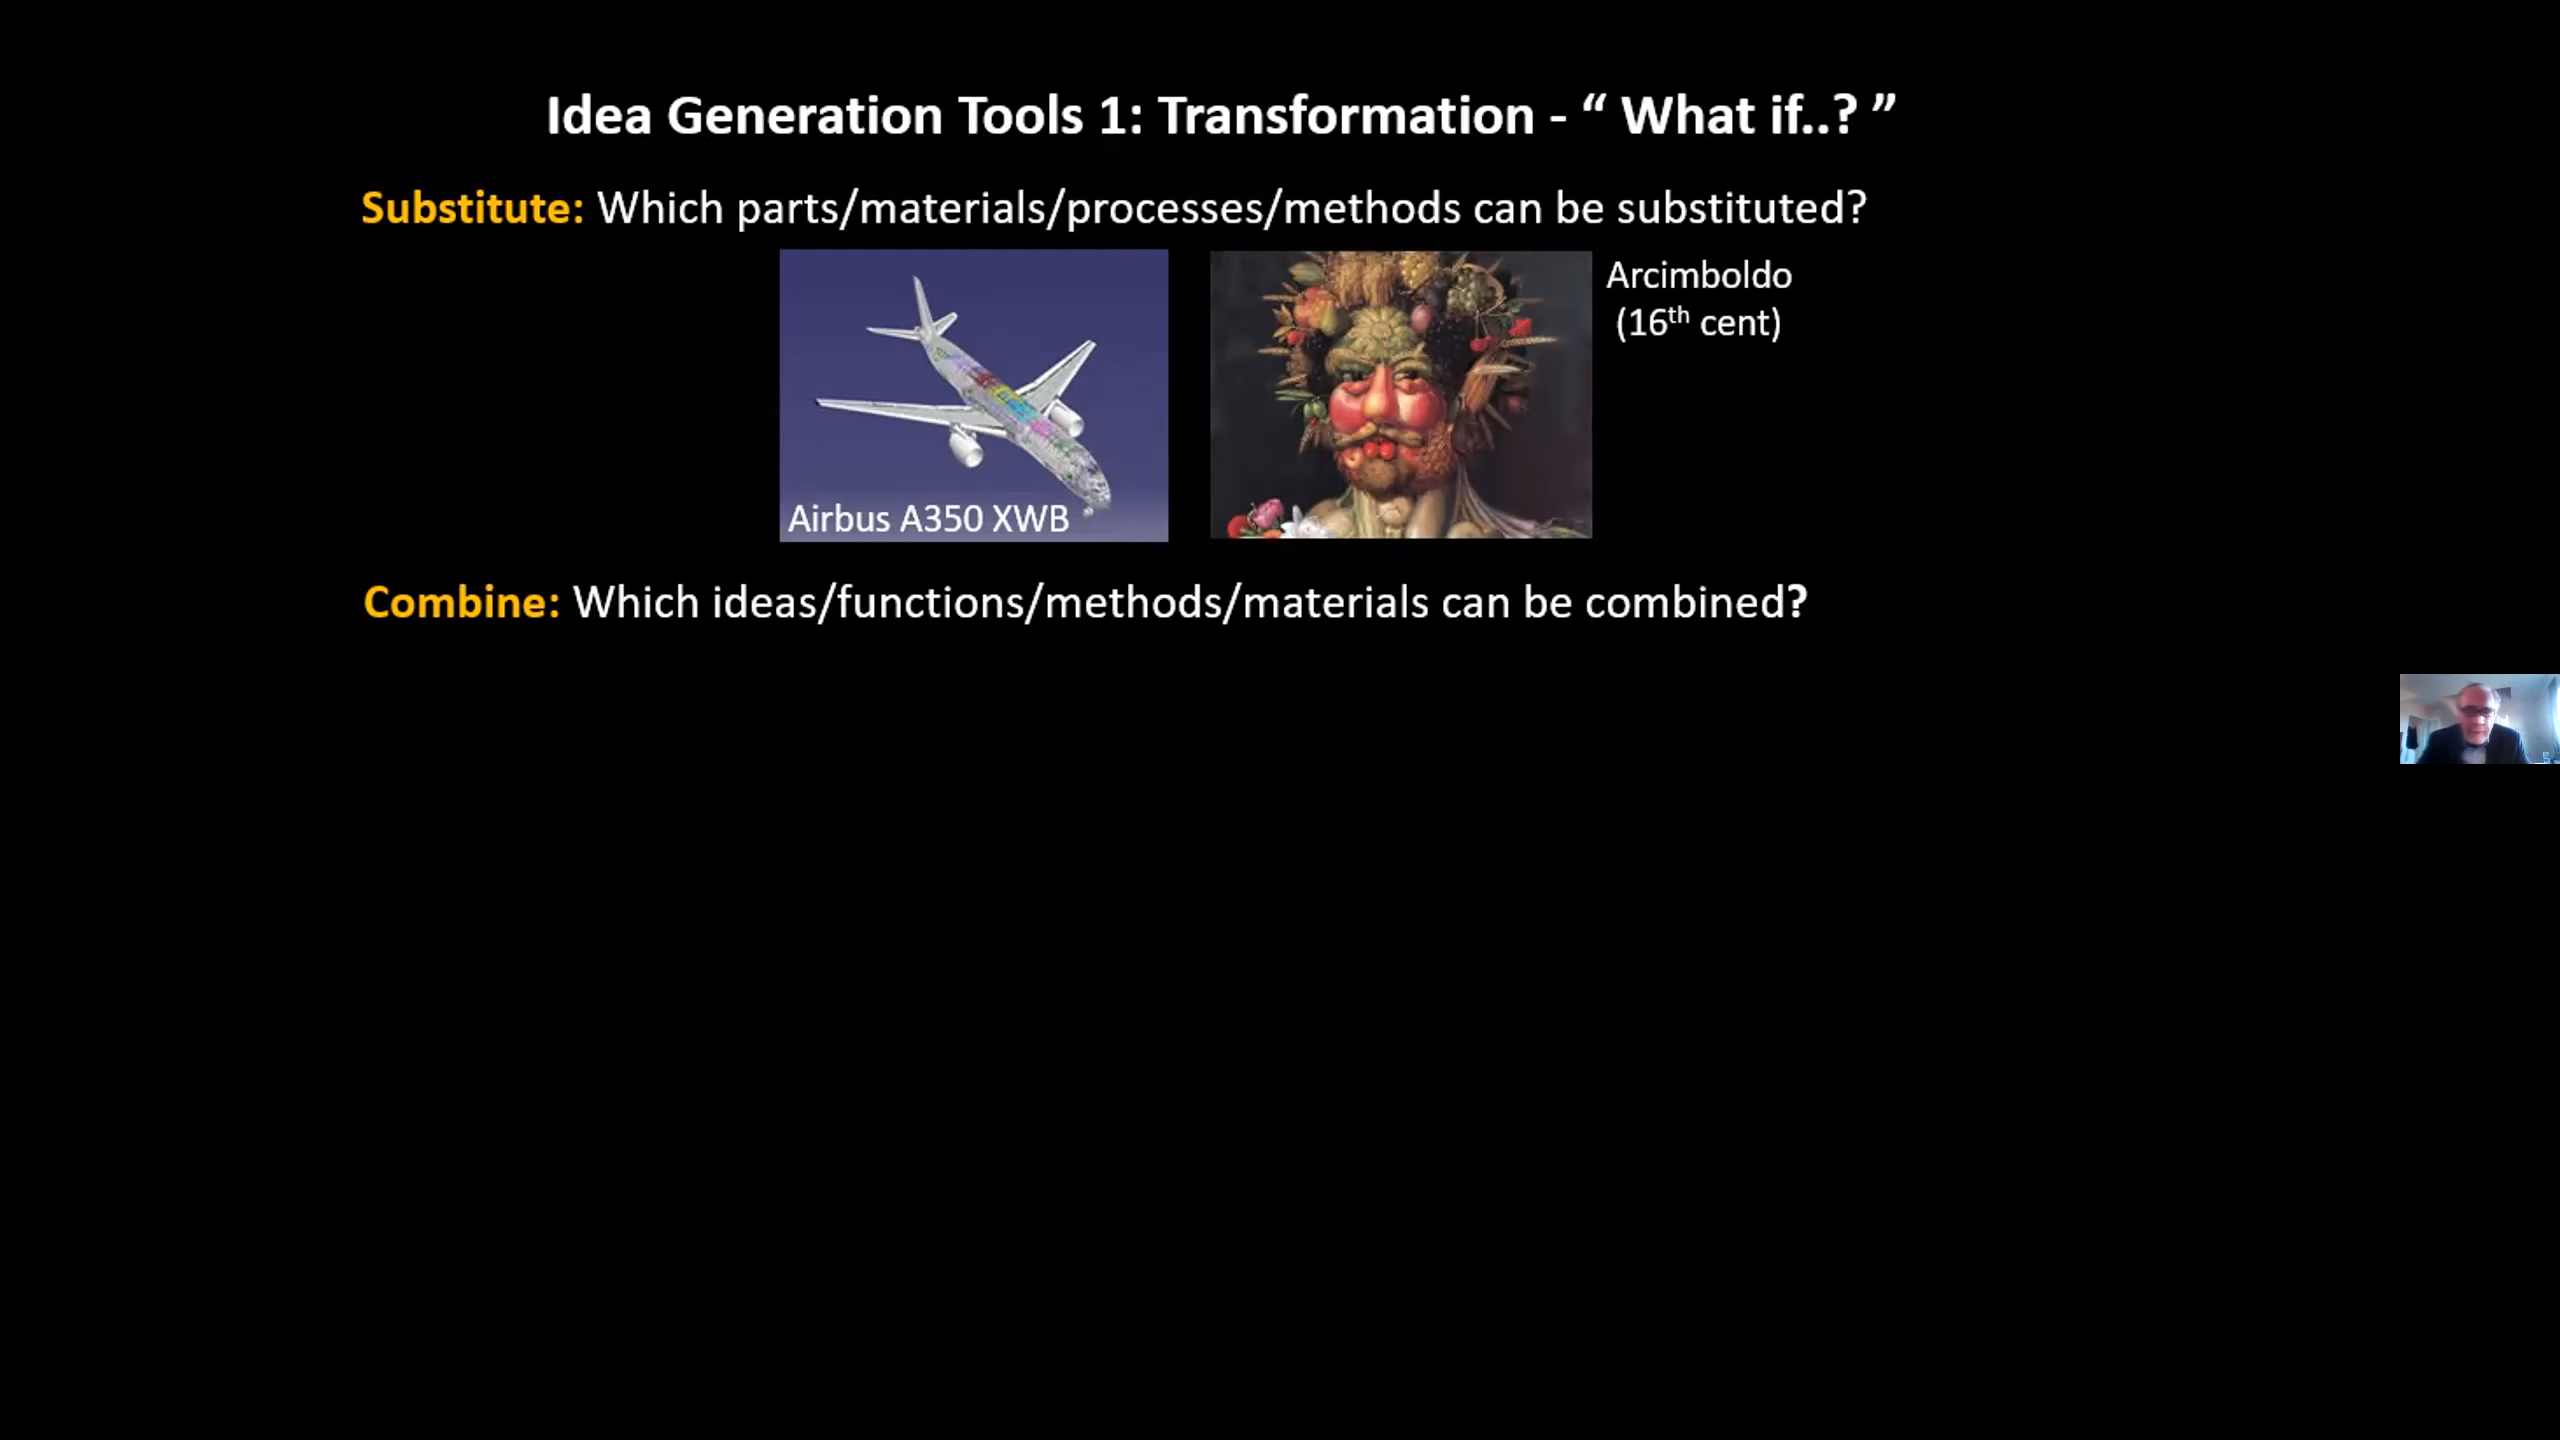 Idea Generation Tools 1: Transformation - “ What if..? ”
Substitute: Which parts/materials/processes/methods can be substituted?
Arcimboldo
(16th cent)
Airbus A350 XWB
Combine: Which ideas/functions/methods/materials can be combined?